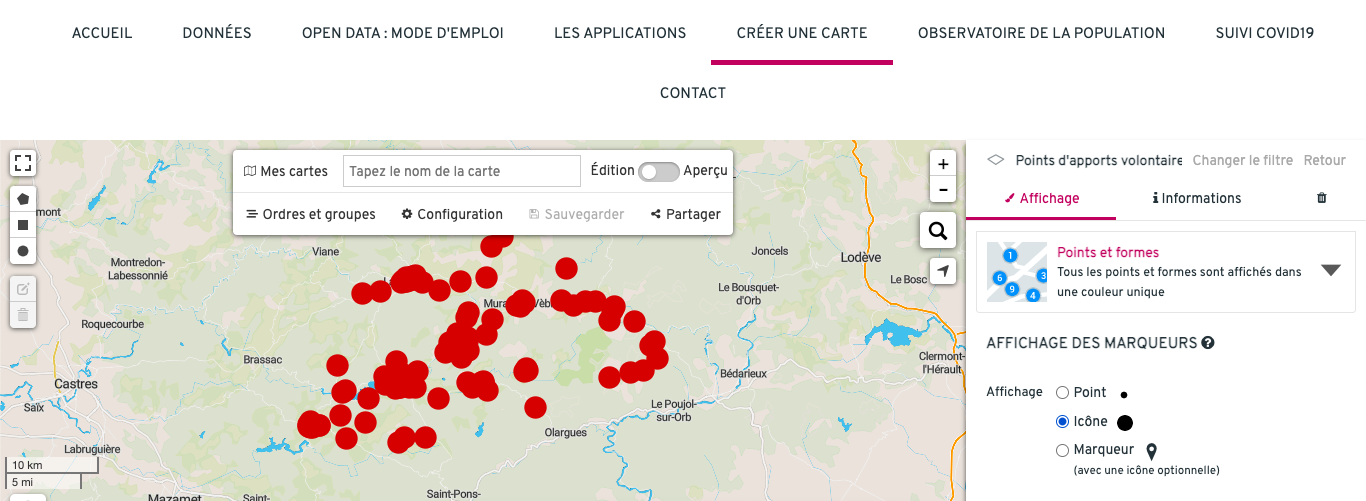 ACCUEIL DONNÉES OPEN DATA : MODE D'EMPLOI LES APPLICATIONS CRÉER UNE CARTE OBSERVATOIRE DE LA POPULATION SUIVI COVID19
CONTACT
Mes cartes Tapez le nom de la carte Édition Aperçu
Ordres et groupes Configuration Sauvegarder Partager
+
-
mont
Viane
Joncels
Lodève
Montredon-
Labessonnié
Le Bosc
Le Bousquet-
d'Orb
Roquecourbe
Brassac
Clermont-
l'Hérault
Castres
Bédarieux
Saïx
Le Poujol-
sur-Orb
Olargues
Labruguière
10 km
5 mi
Mazamet
Saint-
Saint-Pons-
Points d'apports volontaire Changer le filtre Retour
Affichage Informations
1
6
3
9
4
Points et formes
Tous les points et formes sont affichés dans
une couleur unique
AFFICHAGE DES MARQUEURS ?
Affichage Point
Icône
Marqueur
(avec une icône optionnelle)